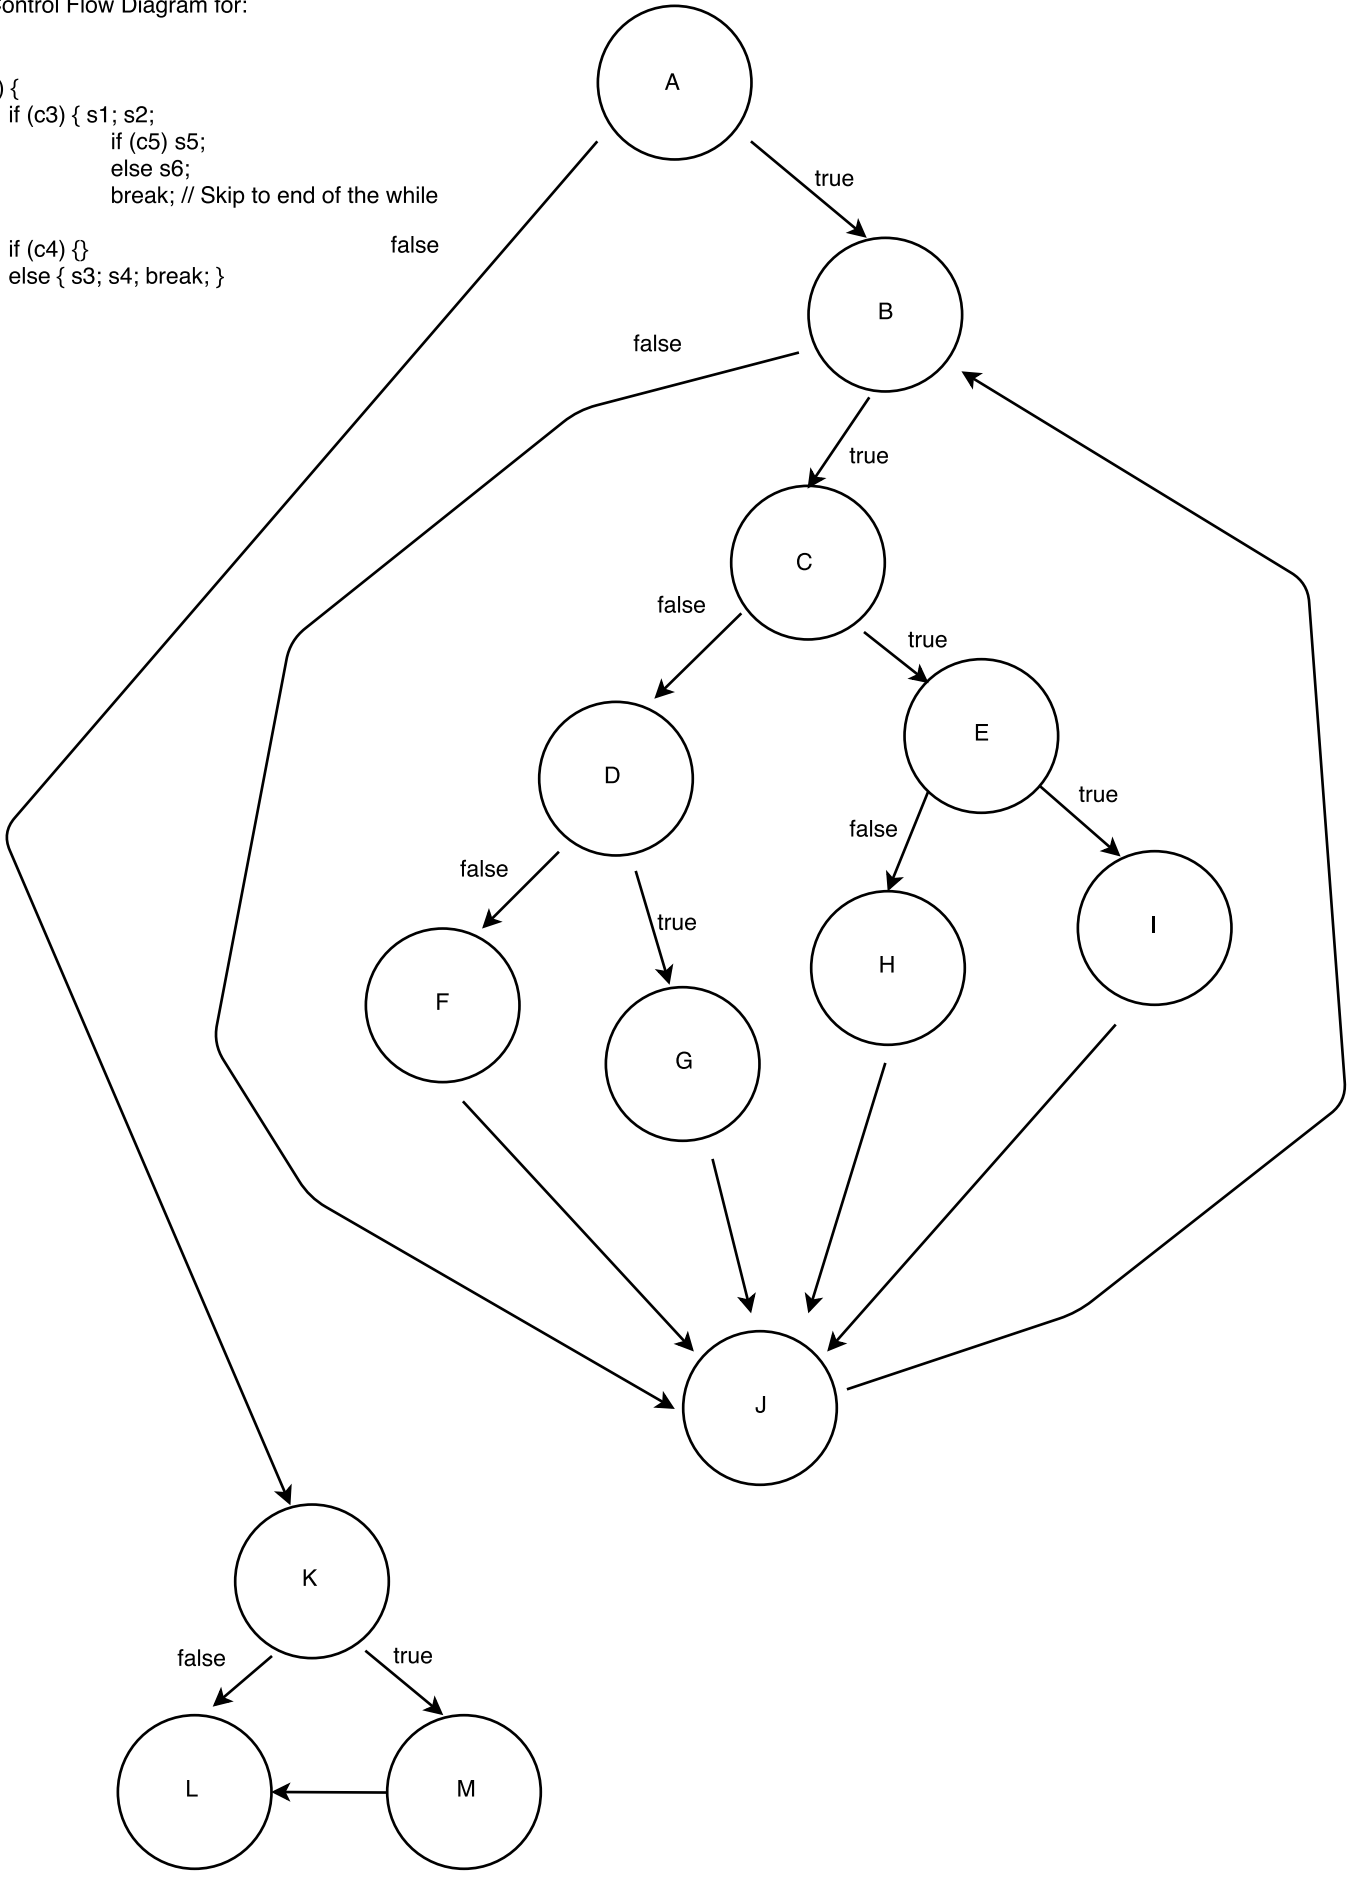 Control Flow Diagram for:
) {
if (c3) { s1; s2;
if (c5) s5;
else s6;
break; // Skip to end of the while
if (c4) {}
else { s3; s4; break; }
A
true
false
B
false
true
C
false
true
E
D
true
false
false
true
I
H
F
G
J
K
false
true
L
M